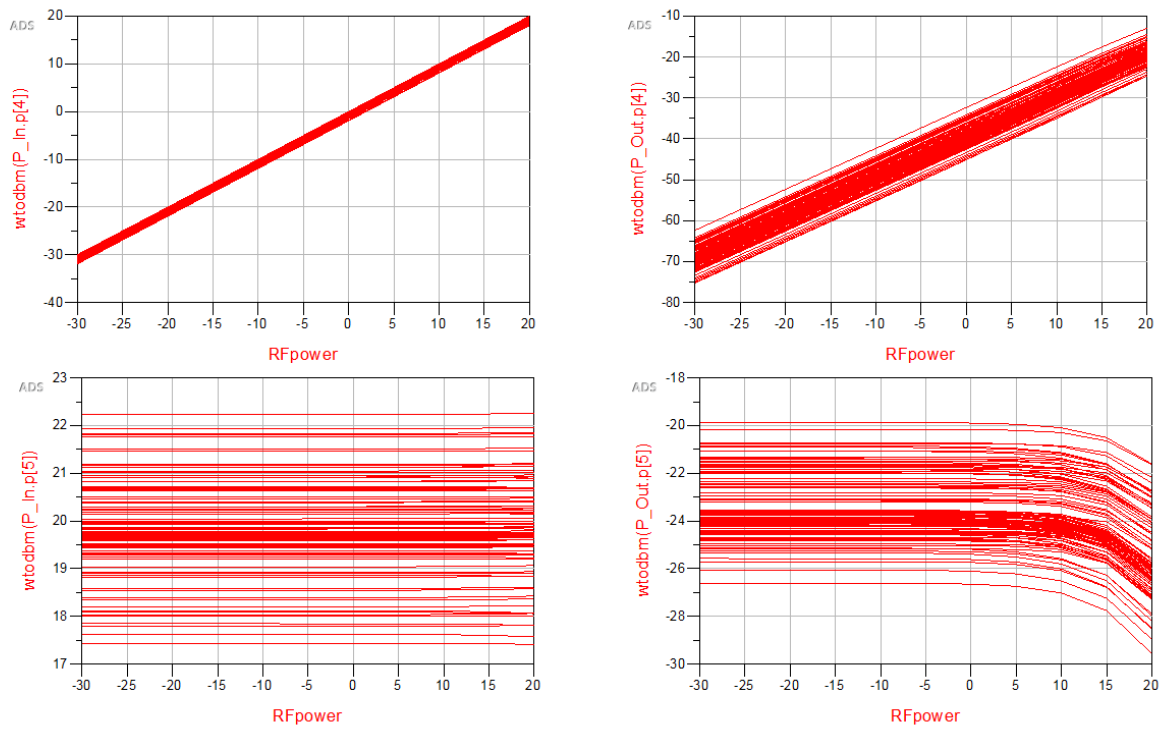 ADS
wtodbm(P_In.p[4])
20
10
0
-10
-20
-30
-40
-30 -25 -20 -15 -10 -5 0 5 10 15 20
RFpower
ADS
wtodbm(P_Out.p[4])
-10
-20
-30
-40
-50
-60
-70
-80
-30 -25 -20 -15 -10 -5 0 5 10 15 20
RFpower
ADS
wtodbm(P_In.p[5])
23
22
21
20
19
18
17
-30 -25 -20 -15 -10 -5 0 5 10 15 20
RFpower
ADS
wtodbm(P_Out.p[5])
-18
-20
-22
-24
-26
-28
-30
-30 -25 -20 -15 -10 -5 0 5 10 15 20
RFpower